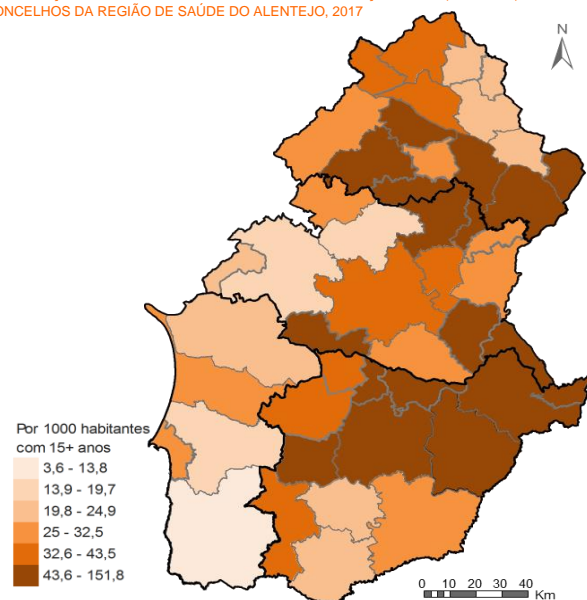 CONCELHOS DA REGIÃO DE SAÚDE DO ALENTEJO, 2017
N
Por 1000 habitantes
com 15+ anos
3,6 - 13,8
13,9 - 19,7
19,8 - 24,9
25 - 32,5
32,6 - 43,5
43,6 - 151,8
0 10 20 30 40
Km